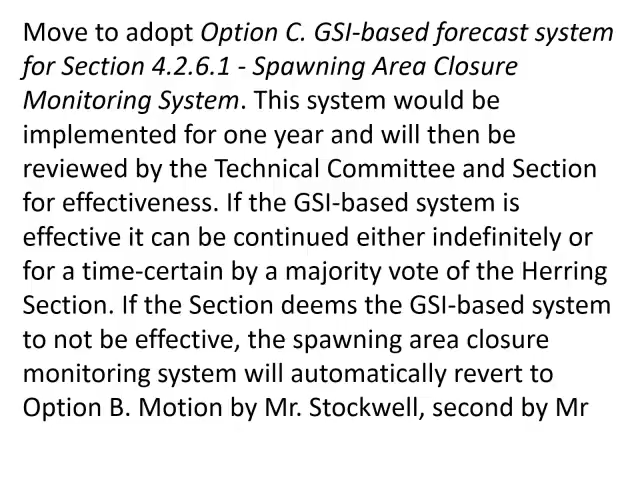 Move to adopt Option C. GSI-based forecast system
for Section 4.2.6.1 - Spawning Area Closure
Monitoring System. This system would be
implemented for one year and will then be
reviewed by the Technical Committee and Section
for effectiveness. If the GSI-based system is
effective it can be continued either indefinitely or
for a time-certain by a majority vote of the Herring
Section. If the Section deems the GSI-based system
to not be effective, the spawning area closure
monitoring system will automatically revert to
Option B. Motion by Mr. Stockwell, second by Mr